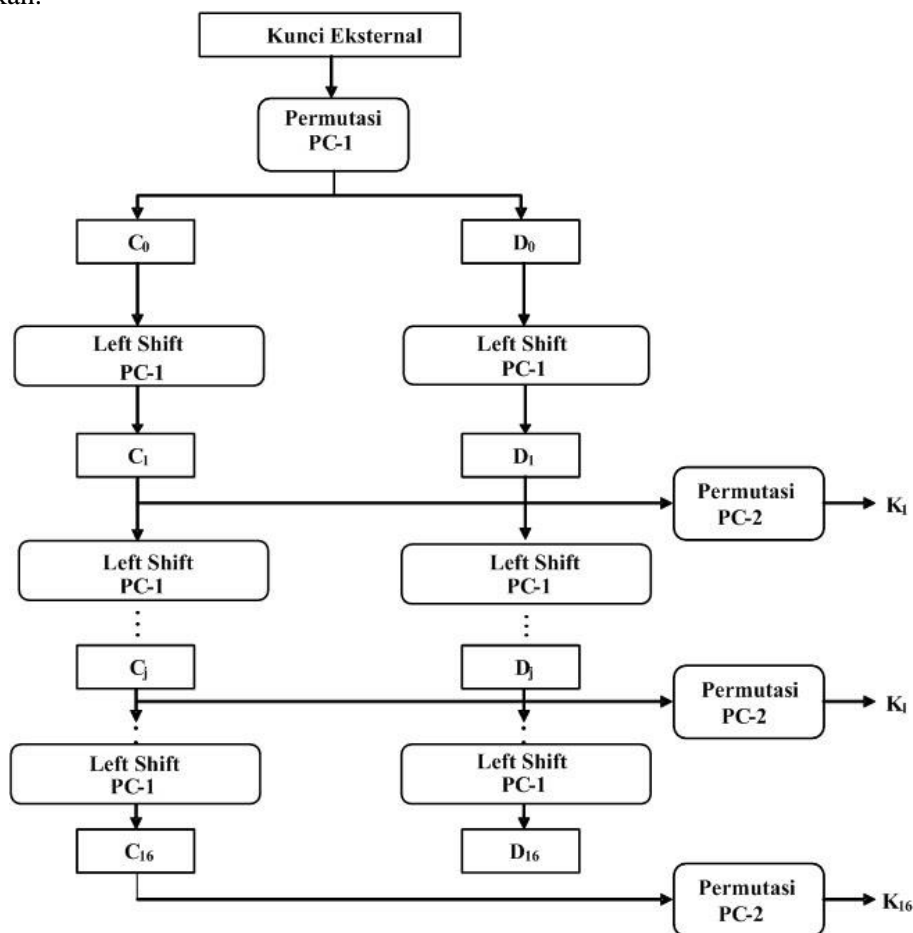 Kunci Eksternal
Permutasi
PC-1
C₀
D₀
Left Shift
PC-1
Left Shift
PC-1
C₁
D₁
Permutasi
PC-2
K₁
Left Shift
PC-1
Left Shift
PC-1
Cⱼ
Dⱼ
Permutasi
PC-2
K₁
Left Shift
PC-1
Left Shift
PC-1
C₁₆
D₁₆
Permutasi
PC-2
K₁₆